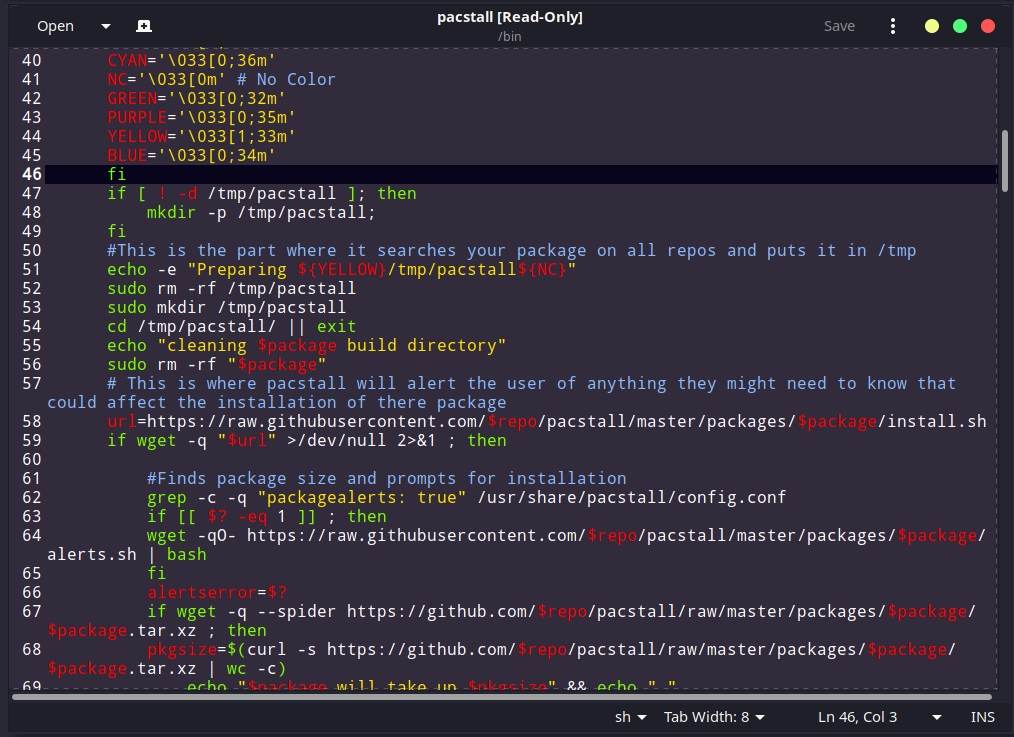 Open
pacstall [Read-Only]
/bin
Save
40 CYAN='\033[0;36m'
41 NC='\033[0m' # No Color
42 GREEN='\033[0;32m'
43 PURPLE='\033[0;35m'
44 YELLOW='\033[1;33m'
45 BLUE='\033[0;34m'
46 fi
47 if [ ! -d /tmp/pacstall ]; then
48 mkdir -p /tmp/pacstall;
49 fi
50 #This is the part where it searches your package on all repos and puts it in /tmp
51 echo -e "Preparing ${YELLOW}/tmp/pacstall${NC}"
52 sudo rm -rf /tmp/pacstall
53 sudo mkdir /tmp/pacstall
54 cd /tmp/pacstall/ || exit
55 echo "cleaning $package build directory"
56 sudo rm -rf "$package"
57 # This is where pacstall will alert the user of anything they might need to know that
could affect the installation of there package
58 url=https://raw.githubusercontent.com/$repo/pacstall/master/packages/$package/install.sh
59 if wget -q "$url" >/dev/null 2>&1 ; then
60
61 #Finds package size and prompts for installation
62 grep -c -q "packagealerts: true" /usr/share/pacstall/config.conf
63 if [[ $? -eq 1 ]] ; then
64 wget -qO- https://raw.githubusercontent.com/$repo/pacstall/master/packages/$package/
alerts.sh | bash
65 fi
66 alertserror=$?
67 if wget -q --spider https://github.com/$repo/pacstall/raw/master/packages/$package/
$package.tar.xz ; then
68 pkgsize=$(curl -s https://github.com/$repo/pacstall/raw/master/packages/$package/
$package.tar.xz | wc -c)
69 echo "$package will take up $pkgsize" && echo " "
sh Tab Width: 8 Ln 46, Col 3 INS